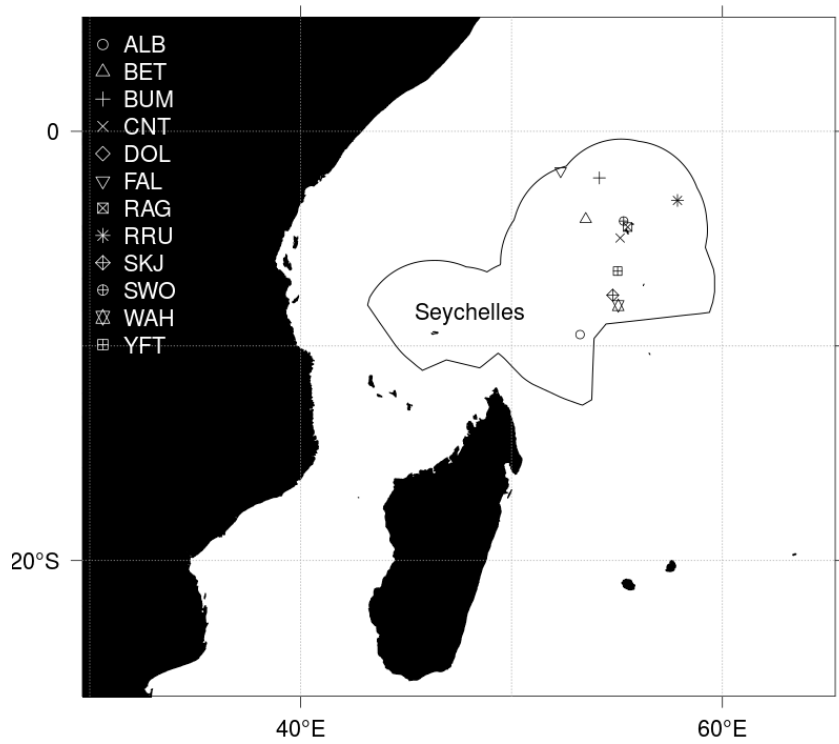 ALB
BET
BUM
CNT
DOL
FAL
RAG
RRU
SKJ
SWO
WAH
YFT
0
Seychelles
20°S
40°E 60°E